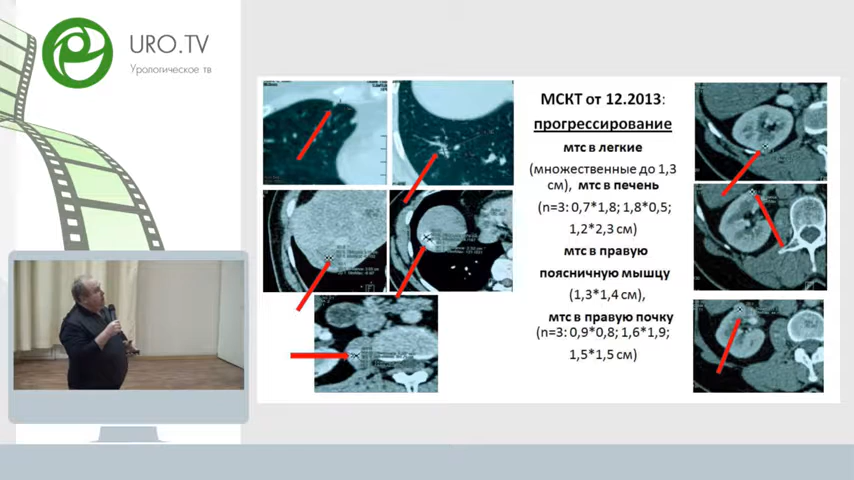 URO.TV
Урологическое тв
МСКТ от 12.2013:
прогрессирование
мтс в легкие
(множественные до 1,3
см), мтс в печень
(n=3: 0,7*1,8; 1,8*0,5;
1,2*2,3 см)
мтс в правую
поясничную мышцу
(1,3*1,4 см),
мтс в правую почку
(n=3: 0,9*0,8; 1,6*1,9;
1,5*1,5 см)